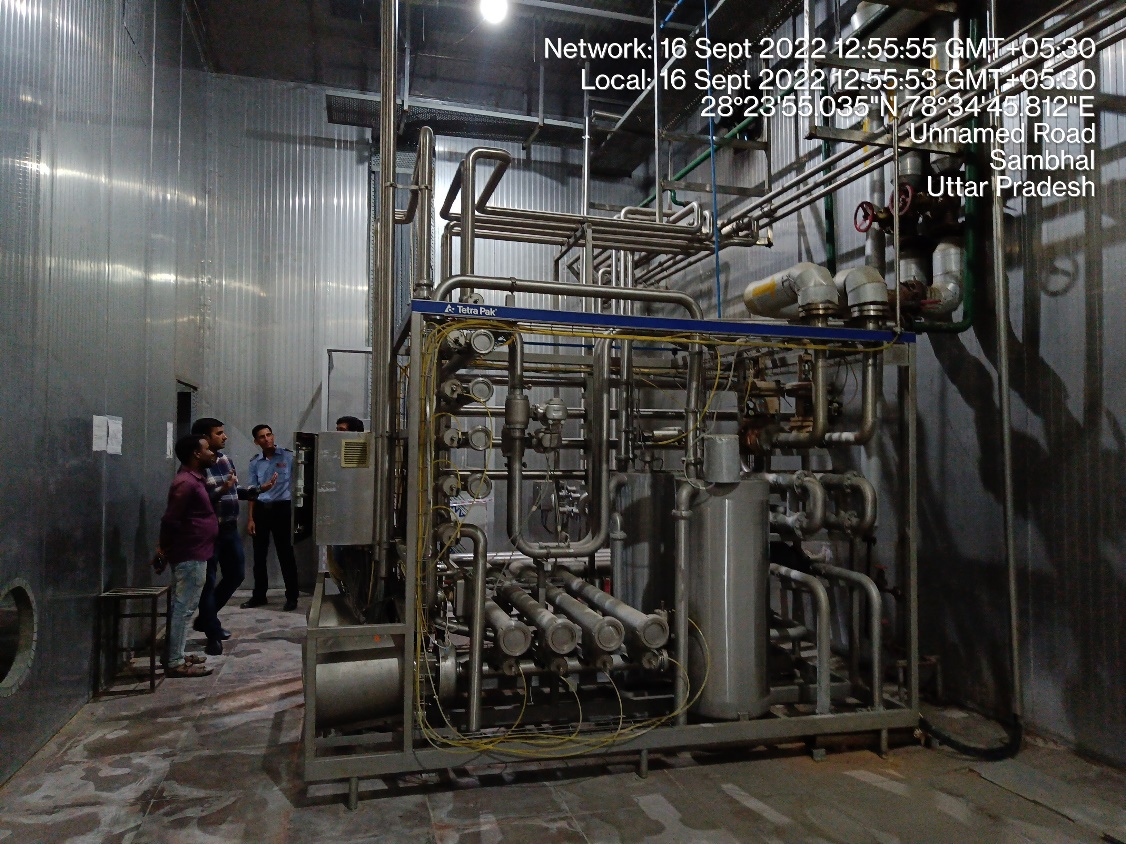 Network: 16 Sept 2022 12:55:55 GMT+05:30
Local: 16 Sept 2022 12:55:53 GMT+05:30
28°23'55.035"N 78°34'45.812"E
Unnamed Road
Sambhal
Uttar Pradesh
Tetra Pak®